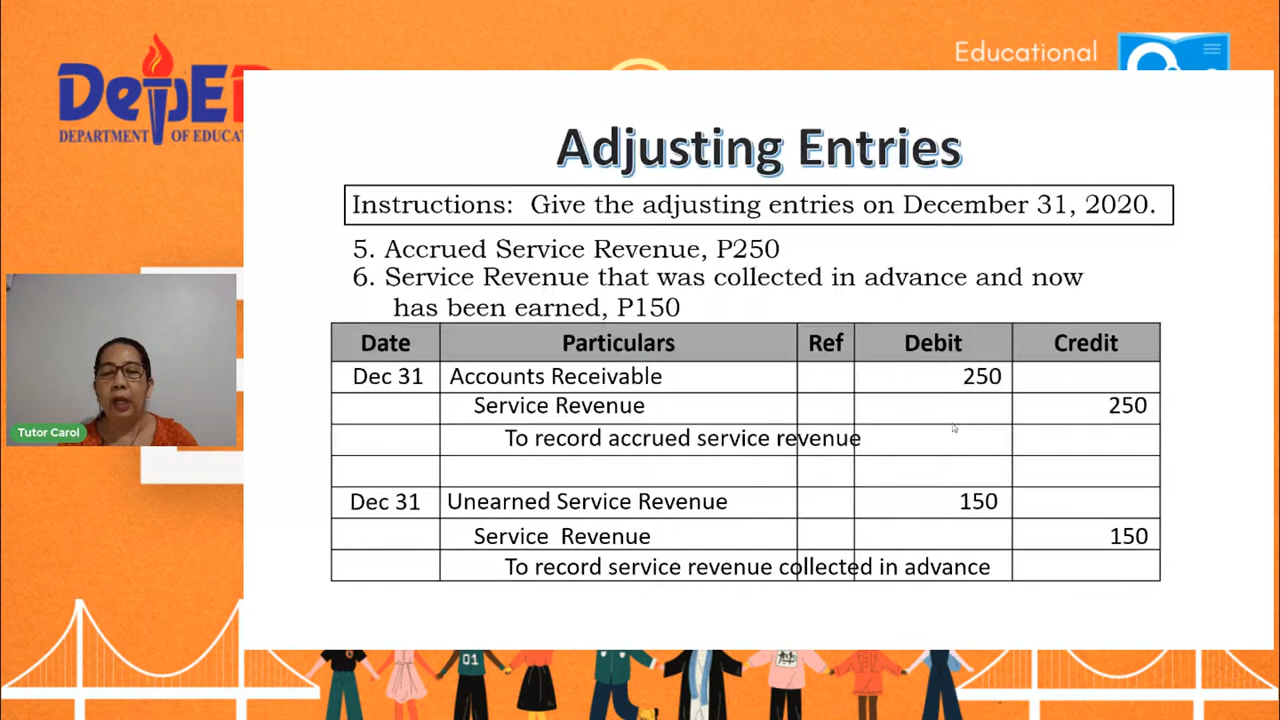 DepE
DEPARTMENT OF EDUCA
Educational
Adjusting Entries
Instructions: Give the adjusting entries on December 31, 2020.
5. Accrued Service Revenue, P250
6. Service Revenue that was collected in advance and now
has been earned, P150
Date Particulars Ref Debit Credit
Dec 31 Accounts Receivable 250
Service Revenue 250
To record accrued service revenue
Dec 31 Unearned Service Revenue 150
Service Revenue 150
To record service revenue collected in advance
Tutor Carol
01